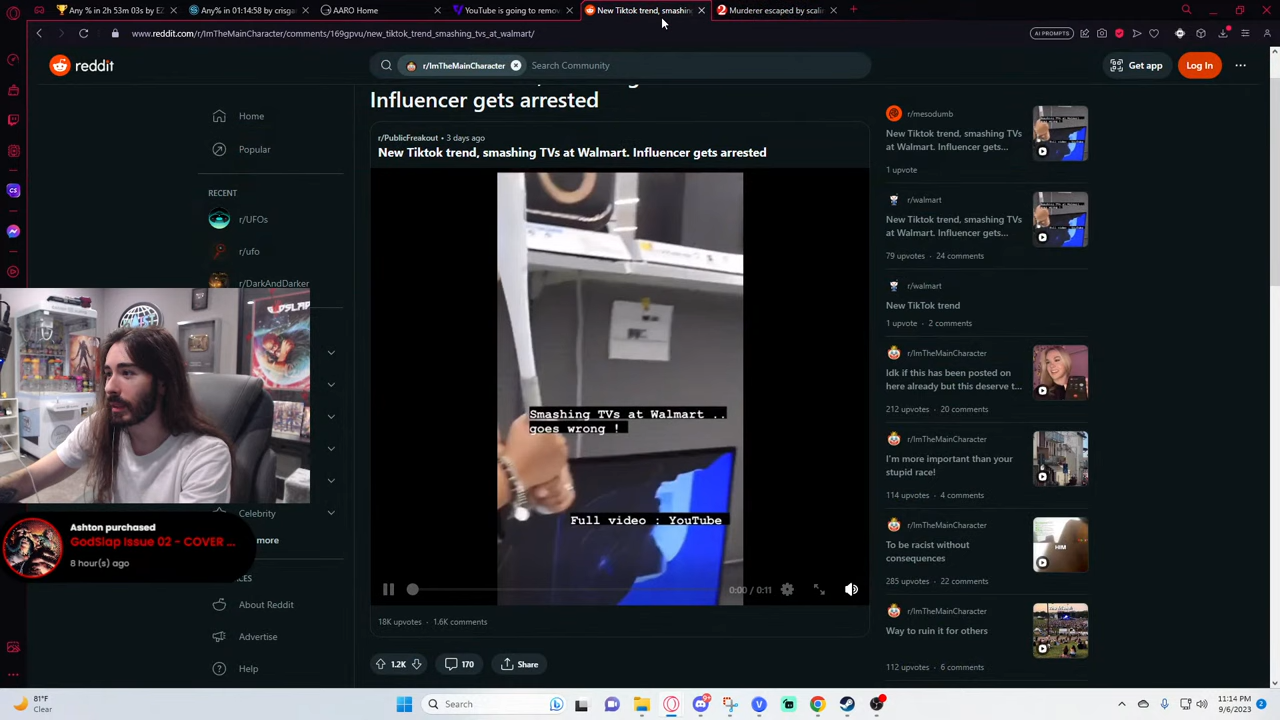 Any % in 2h 53m 03s by E
Any% in 01:14:58 by crisgar
AARO Home
YouTube is going to remov
New Tiktok trend, smashin
Murderer escaped by scali
www.reddit.com/r/ImTheMainCharacter/comments/169gpvu/new_tiktok_trend_smashing_tvs_at_walmart/
AI PROMPTS
reddit
r/ImTheMainCharacter
Search Community
Get app
Log In
Home
Popular
RECENT
r/UFOs
r/ufo
r/DarkAndDarker
Celebrity
more
CES
About Reddit
Advertise
Help
Influencer gets arrested
r/PublicFreakout • 3 days ago
New Tiktok trend, smashing TVs at Walmart. Influencer gets arrested
Smashing TVs at Walmart ..
goes wrong !
Full video : YouTube
0:00 / 0:11
18K upvotes · 1.6K comments
1.2K
170
Share
r/mesodumb
New Tiktok trend, smashing TVs
at Walmart. Influencer gets...
1 upvote
r/walmart
New Tiktok trend, smashing TVs
at Walmart. Influencer gets...
79 upvotes · 24 comments
r/walmart
New TikTok trend
1 upvote · 2 comments
r/ImTheMainCharacter
Idk if this has been posted on
here already but this deserve t...
212 upvotes · 20 comments
r/ImTheMainCharacter
I'm more important than your
stupid race!
114 upvotes · 4 comments
r/ImTheMainCharacter
To be racist without
consequences
HIM
285 upvotes · 22 comments
r/ImTheMainCharacter
Way to ruin it for others
112 upvotes · 6 comments
Ashton purchased
GodSlap Issue 02 - COVER ...
8 hour(s) ago
81°F
Clear
Search
11:14 PM
9/6/2023
2